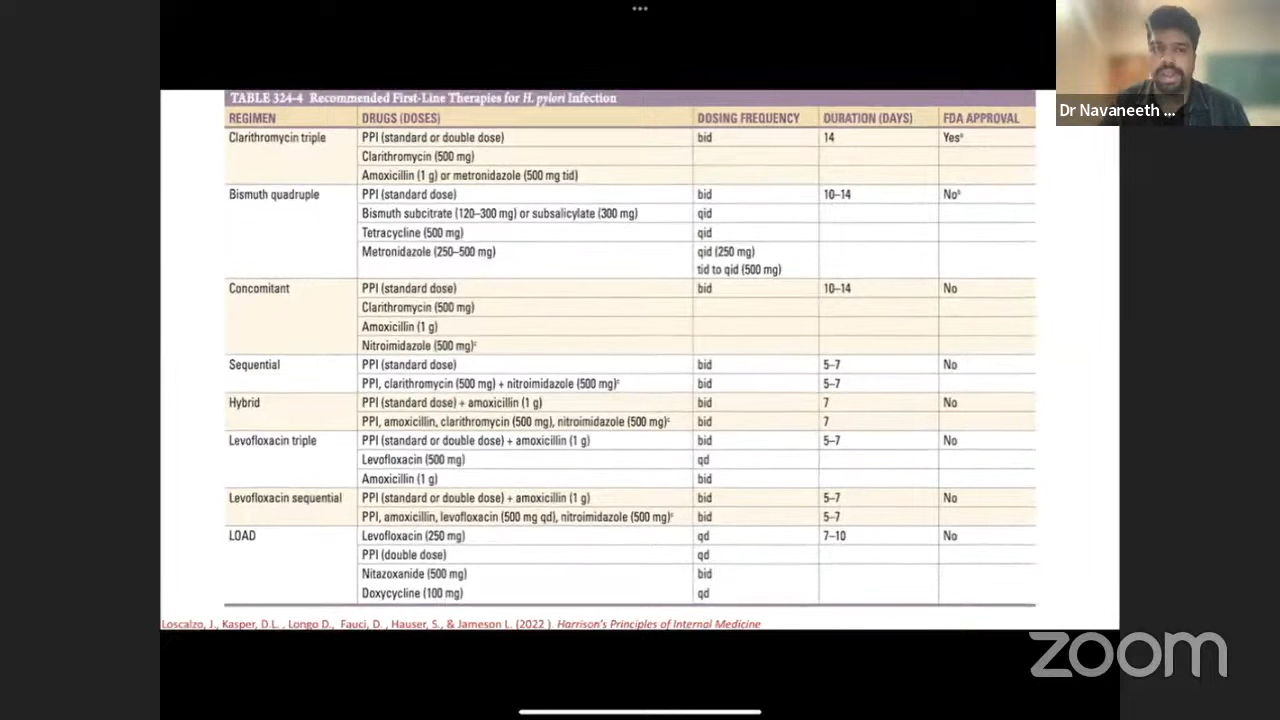 Dr Navaneeth ...
TABLE 324-4 Recommended First-Line Therapies for H. pylori Infection
REGIMEN DRUGS (DOSES) DOSING FREQUENCY DURATION (DAYS) FDA APPROVAL
Clarithromycin triple PPI (standard or double dose) bid 14 Yesᵃ
Clarithromycin (500 mg)
Amoxicillin (1 g) or metronidazole (500 mg tid)
Bismuth quadruple PPI (standard dose) bid 10–14 Noᵇ
Bismuth subcitrate (120–300 mg) or subsalicylate (300 mg) qid
Tetracycline (500 mg) qid
Metronidazole (250–500 mg) qid (250 mg)
tid to qid (500 mg)
Concomitant PPI (standard dose) bid 10–14 No
Clarithromycin (500 mg)
Amoxicillin (1 g)
Nitroimidazole (500 mg)ᶜ
Sequential PPI (standard dose) bid 5–7 No
PPI, clarithromycin (500 mg) + nitroimidazole (500 mg)ᶜ bid 5–7
Hybrid PPI (standard dose) + amoxicillin (1 g) bid 7 No
PPI, amoxicillin, clarithromycin (500 mg), nitroimidazole (500 mg)ᶜ bid 7
Levofloxacin triple PPI (standard or double dose) + amoxicillin (1 g) bid 5–7 No
Levofloxacin (500 mg) qd
Amoxicillin (1 g) bid
Levofloxacin sequential PPI (standard or double dose) + amoxicillin (1 g) bid 5–7 No
PPI, amoxicillin, levofloxacin (500 mg qd), nitroimidazole (500 mg)ᶜ bid 5–7
LOAD Levofloxacin (250 mg) qd 7–10 No
PPI (double dose) qd
Nitazoxanide (500 mg) bid
Doxycycline (100 mg) qd
Loscalzo, J., Kasper, D.L. , Longo D., Fauci, D. , Hauser, S., & Jameson L. (2022 ). Harrison's Principles of Internal Medicine
zoom